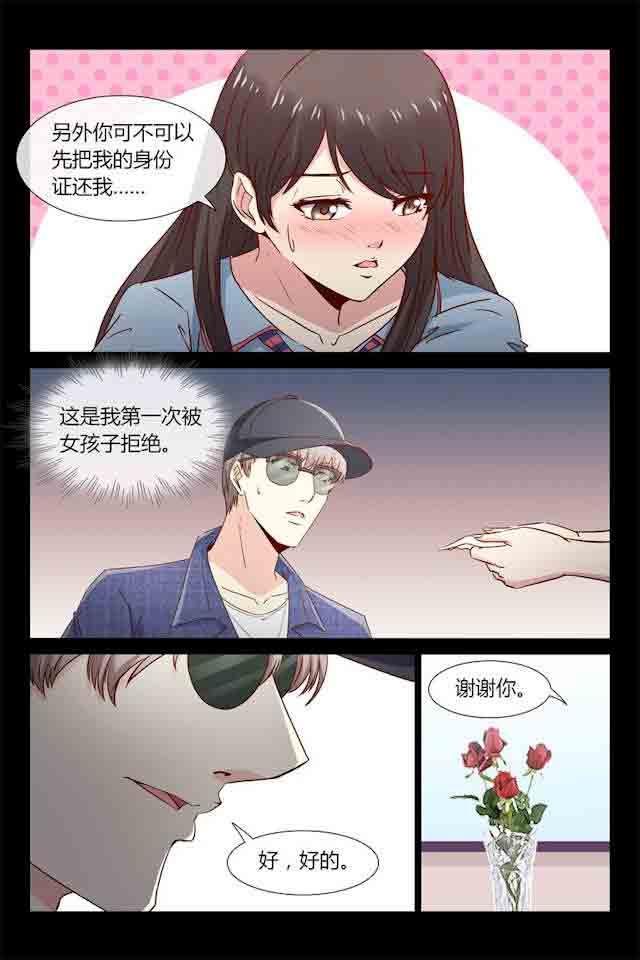 另外你可不可以
先把我的身份
证还我……
这是我第一次被
女孩子拒绝。
好，好的。
谢谢你。